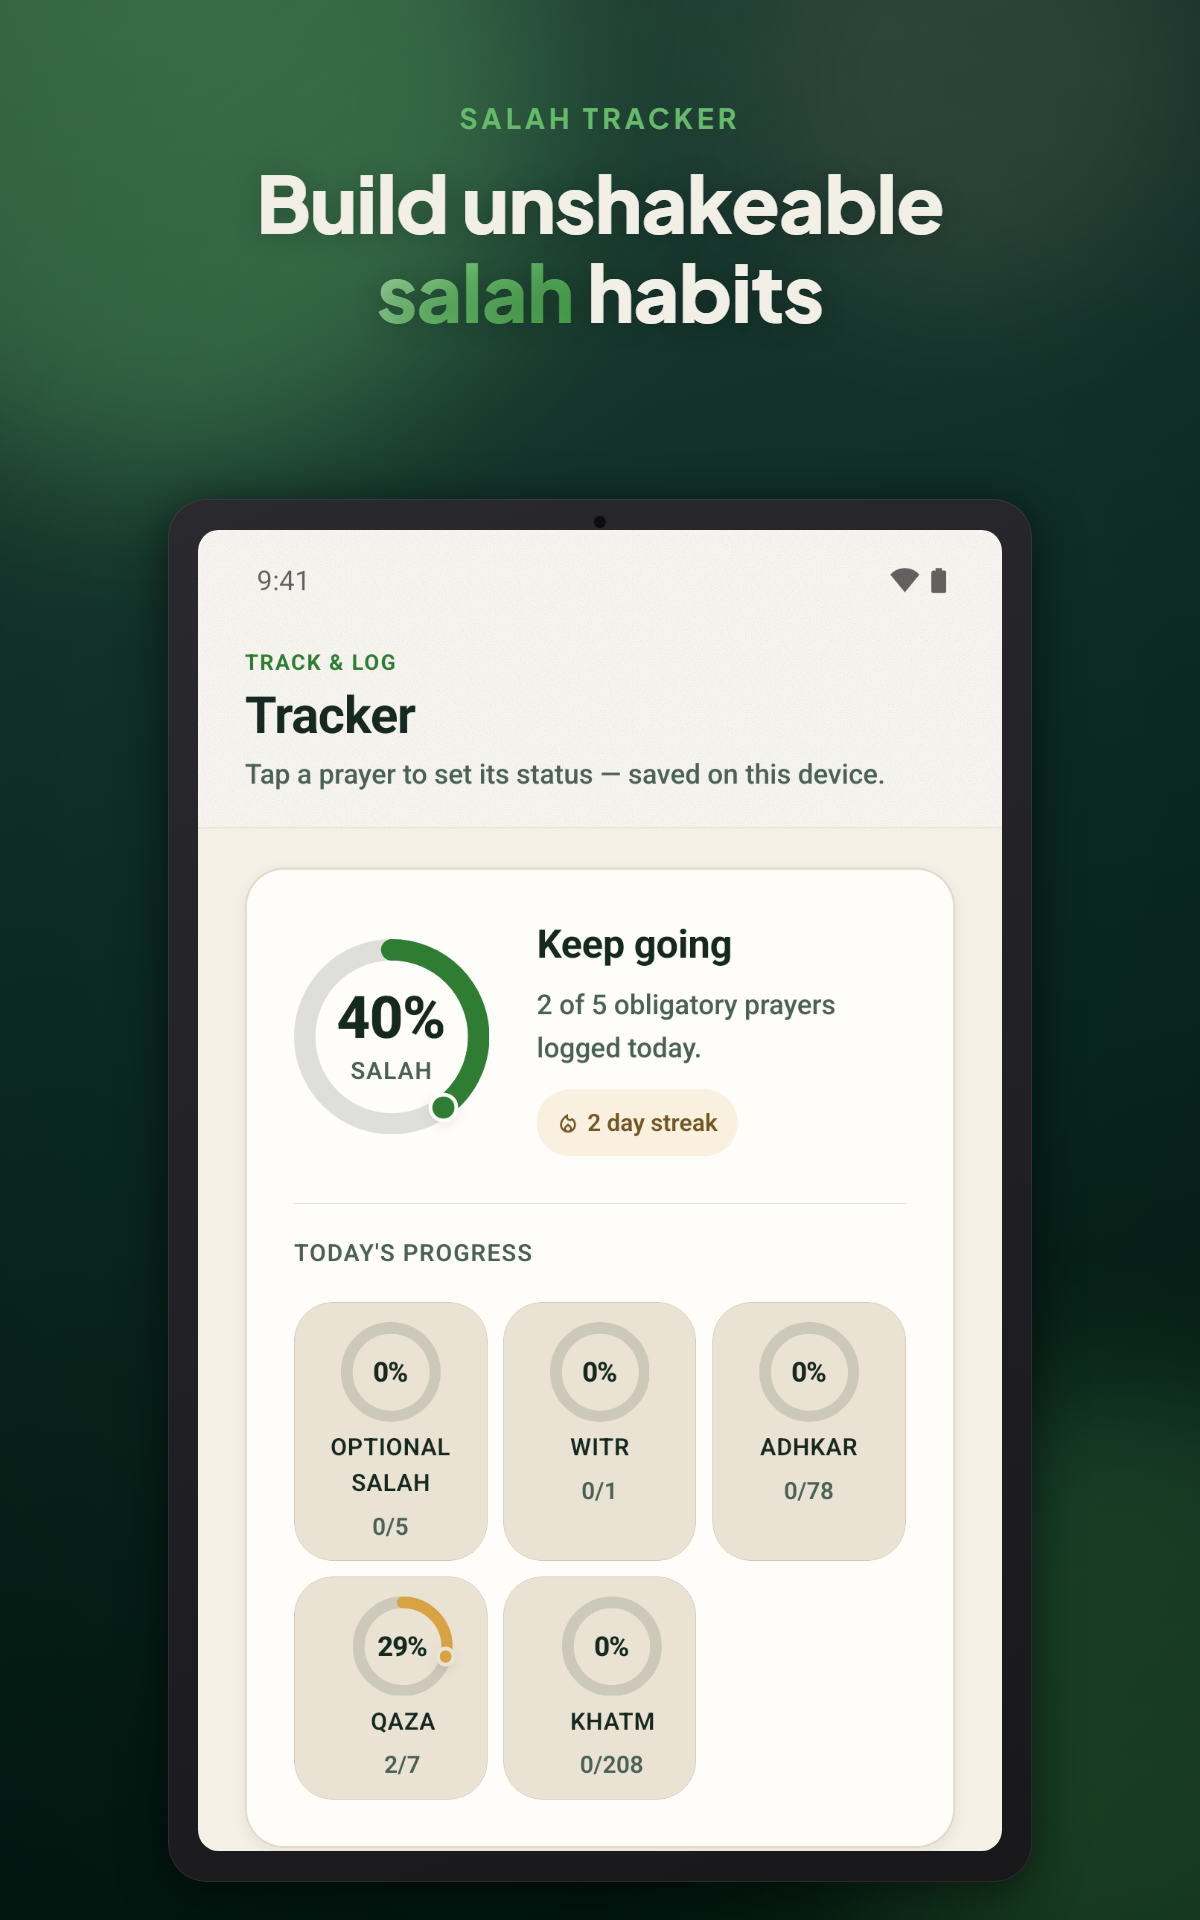 SALAH TRACKER
Build unshakeable
salah habits
9:41
TRACK & LOG
Tracker
Tap a prayer to set its status — saved on this device.
40%
SALAH
Keep going
2 of 5 obligatory prayers
logged today.
2 day streak
TODAY'S PROGRESS
0%
OPTIONAL
SALAH
0/5
0%
WITR
0/1
0%
ADHKAR
0/78
29%
QAZA
2/7
0%
KHATM
0/208